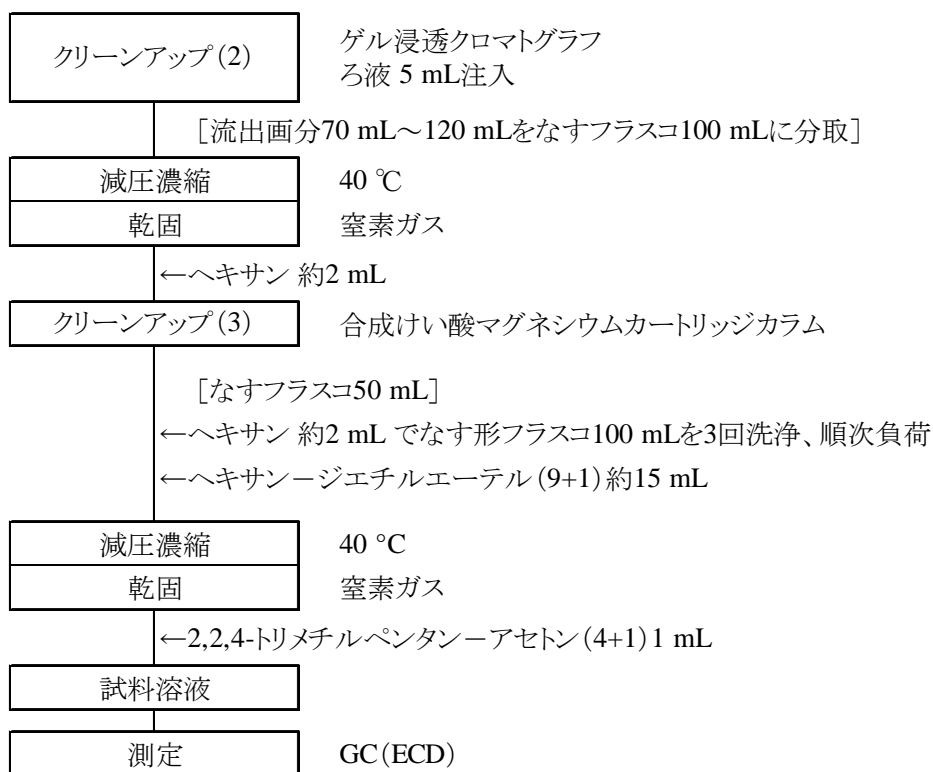 クリーンアップ(2) ゲル浸透クロマトグラフ
ろ液 5 mL注入
[流出画分70 mL～120 mLをなすフラスコ100 mLに分取]
減圧濃縮 40 ℃
乾固 窒素ガス
←ヘキサン 約2 mL
クリーンアップ(3) 合成けい酸マグネシウムカートリッジカラム
[なすフラスコ50 mL]
←ヘキサン 約2 mL でなす形フラスコ100 mLを3回洗浄、順次負荷
←ヘキサン－ジエチルエーテル(9+1)約15 mL
減圧濃縮 40 °C
乾固 窒素ガス
←2,2,4-トリメチルペンタン－アセトン(4+1)1 mL
試料溶液
測定 GC(ECD)